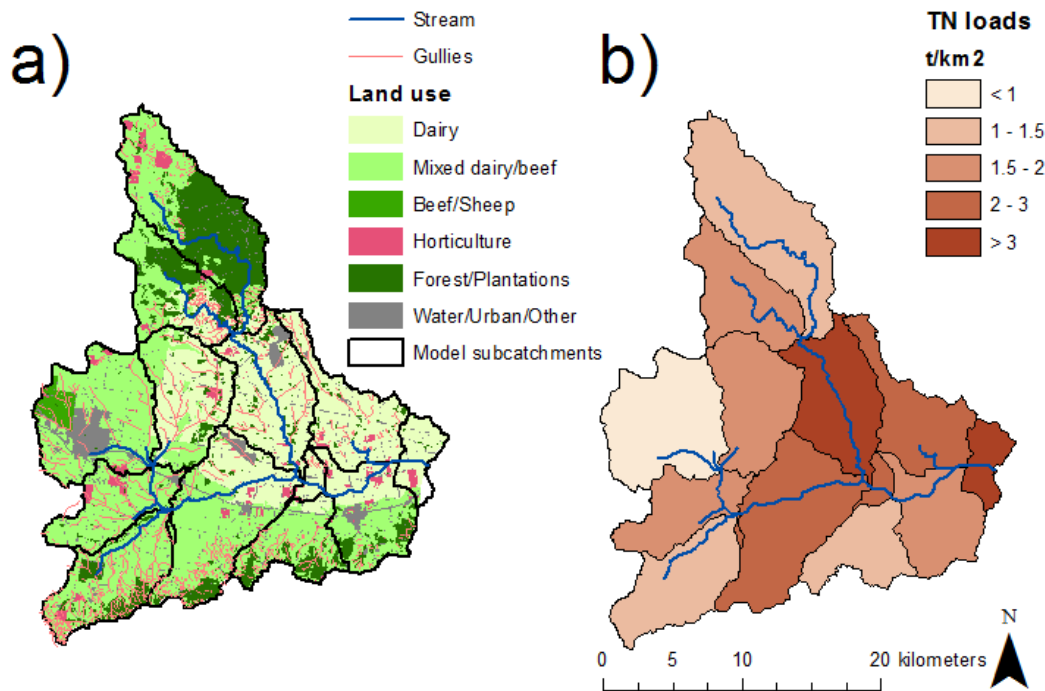 a)
Stream
Gullies
Land use
Dairy
Mixed dairy/beef
Beef/Sheep
Horticulture
Forest/Plantations
Water/Urban/Other
Model subcatchments
b)
TN loads
t/km2
< 1
1 - 1.5
1.5 - 2
2 - 3
> 3
N
0 5 10 20 kilometers